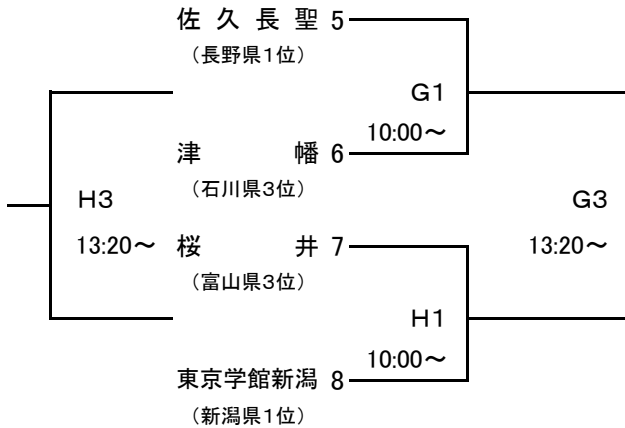 佐久長聖 5
（長野県1位）
G1
10:00～
津幡 6
（石川県3位）
H3
13:20～
G3
13:20～
桜井 7
（富山県3位）
H1
10:00～
東京学館新潟 8
（新潟県1位）